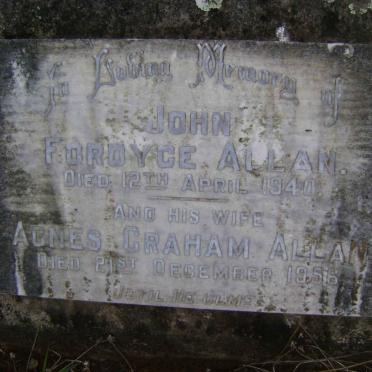 In Loving Memory of
JOHN
FORDYCE ALLAN.
DIED 12TH APRIL 1940
AND HIS WIFE
AGNES GRAHAM ALLAN
DIED 21ST DECEMBER 1956
UNTIL HE COMES